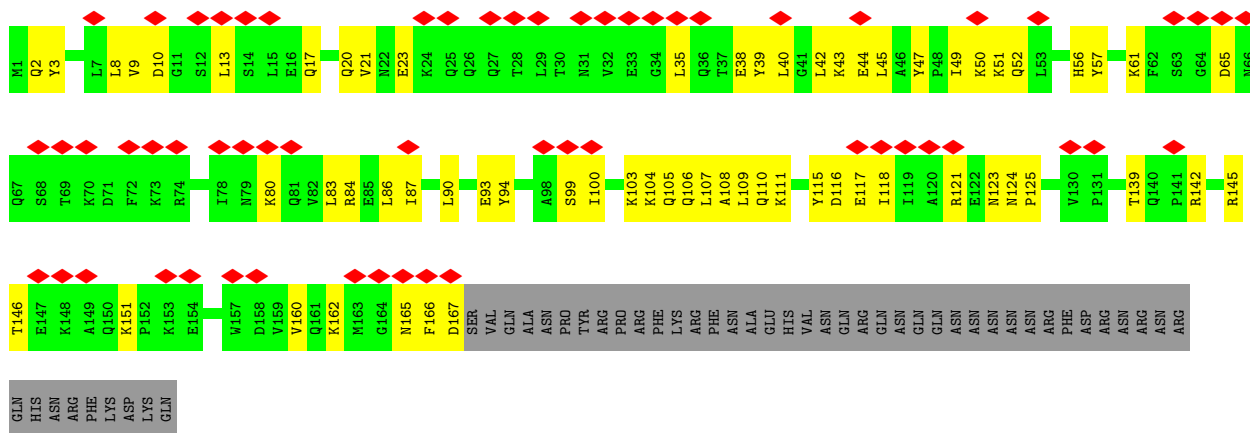 M1 Q2 Y3 L7 L8 V9 D10 G11 S12 L13 S14 L15 E16 Q17 Q20 V21 N22 E23 K24 Q25 Q26 Q27 T28 L29 T30 N31 V32 E33 G34 L35 Q36 T37 E38 Y39 L40 G41 L42 K43 E44 L45 A46 Y47 P48 I49 K50 K51 Q52 L53 H56 Y57 K61 F62 S63 G64 D65 N66
Q67 S68 T69 K70 D71 F72 K73 R74 I78 N79 K80 Q81 V82 L83 R84 E85 L86 I87 L90 E93 Y94 A98 S99 I100 K103 K104 Q105 Q106 L107 A108 L109 Q110 K111 Y115 D116 E117 I118 I119 A120 R121 E122 N123 N124 P125 V130 P131 T139 Q140 P141 R142 R145
T146 E147 K148 A149 Q150 K151 P152 K153 E154 W157 D158 V159 V160 Q161 K162 M163 G164 N165 F166 D167 SER VAL GLN ALA ASN PRO TYR ARG PRO ARG PHE LYS ARG PHE ASN ALA GLU HIS VAL ASN GLN ARG GLN ASN GLN GLN ASN ASN ASN ASN ASN ARG PHE ASP ARG ASN ARG ASN ARG
GLN HIS ASN ARG PHE LYS ASP LYS GLN